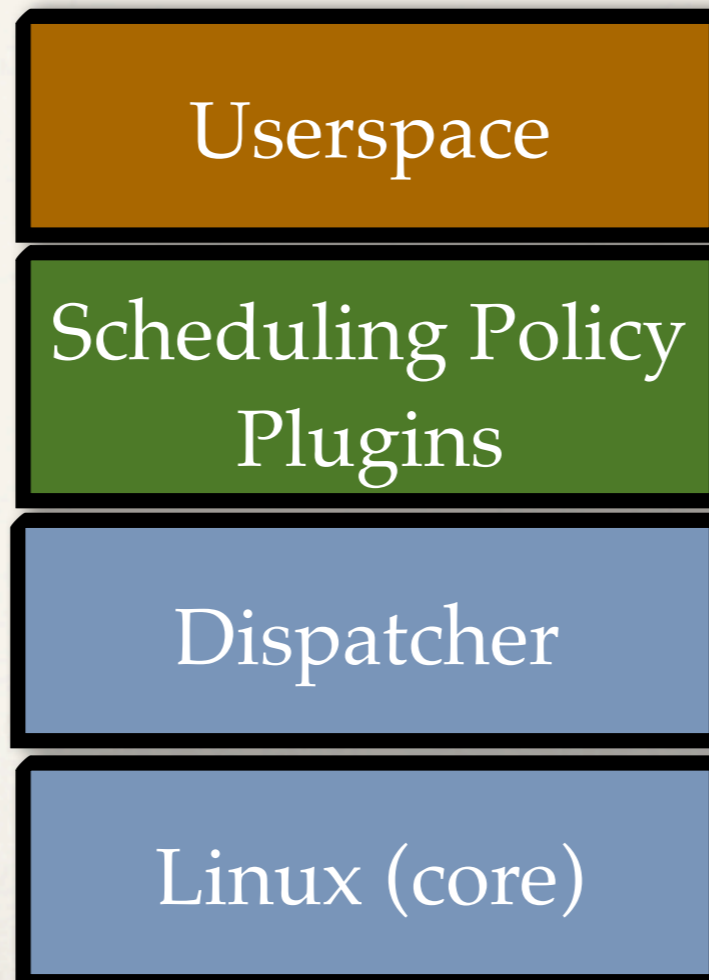 Userspace
Scheduling Policy
Plugins
Dispatcher
Linux (core)